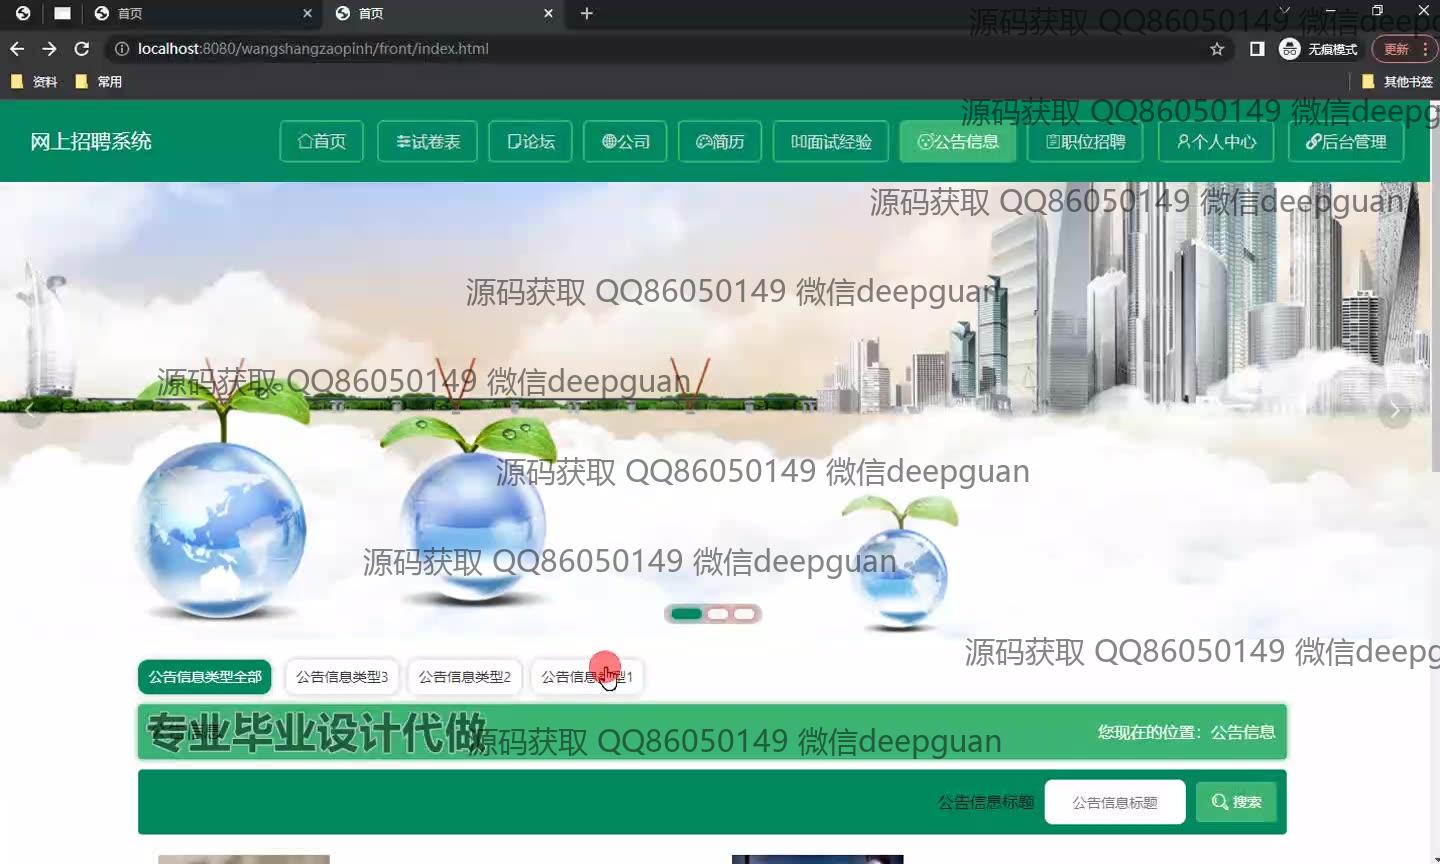 首页
首页
localhost:8080/wangshangzaopinh/front/index.html
无痕模式
更新
资料
常用
其他书签
源码获取 QQ86050149 微信deepg
源码获取 QQ86050149 微信deepg
网上招聘系统
首页
试卷表
论坛
公司
简历
面试经验
公告信息
职位招聘
个人中心
后台管理
源码获取 QQ86050149 微信deepguan
源码获取 QQ86050149 微信deepguan
源码获取 QQ86050149 微信deepguan
源码获取 QQ86050149 微信deepguan
源码获取 QQ86050149 微信deepguan
源码获取 QQ86050149 微信deepg
公告信息类型全部
公告信息类型3
公告信息类型2
公告信息类型1
公告信息
专业毕业设计代做
源码获取 QQ86050149 微信deepguan
您现在的位置：公告信息
公告信息标题
公告信息标题
搜索